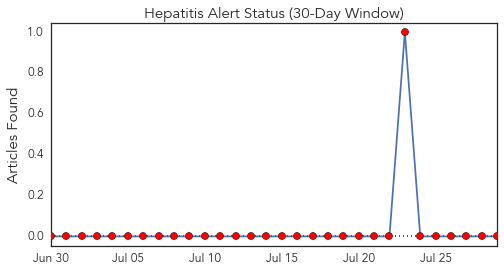 Hepatitis Alert Status (30-Day Window)
Articles Found
1.0
0.8
0.6
0.4
0.2
0.0
Jun 30 Jul 05 Jul 10 Jul 15 Jul 20 Jul 25